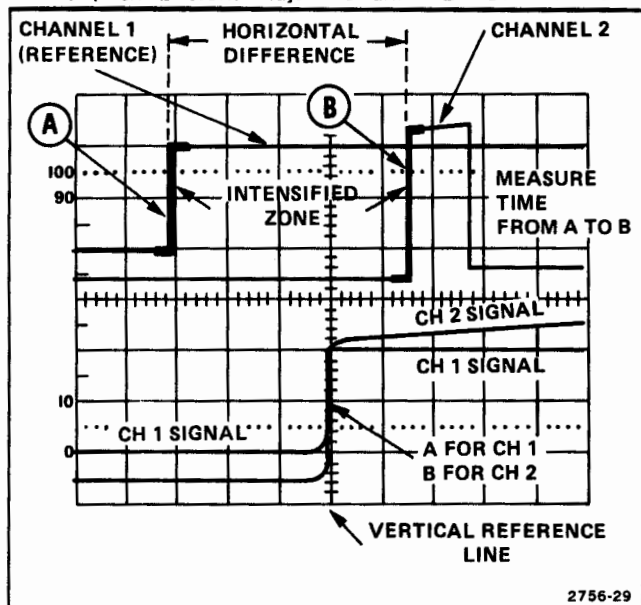 CHANNEL 1
(REFERENCE)
HORIZONTAL
DIFFERENCE
CHANNEL 2
A
B
100
90
INTENSIFIED
ZONE
MEASURE
TIME
FROM A TO B
CH 2 SIGNAL
CH 1 SIGNAL
10
CH 1 SIGNAL
0
A FOR CH 1
B FOR CH 2
VERTICAL REFERENCE
LINE
2756-29